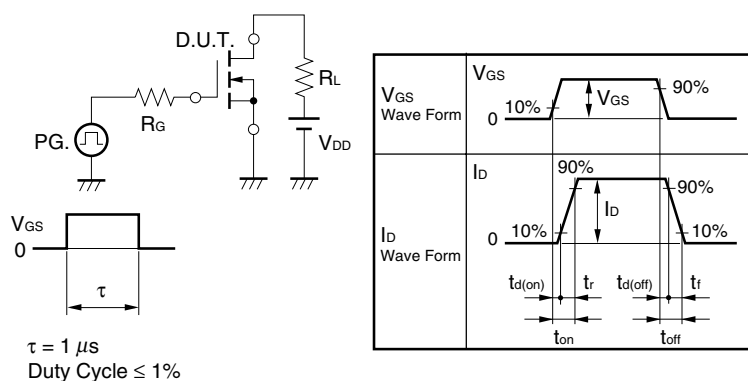 D.U.T.
RL
RG
PG.
VDD
VGS
0
τ
τ = 1 μs
Duty Cycle ≤ 1%
VGS
Wave Form
VGS
10%
0
VGS
90%
ID
Wave Form
ID
90%
90%
ID
10%
10%
0
td(on) tr td(off) tf
ton toff